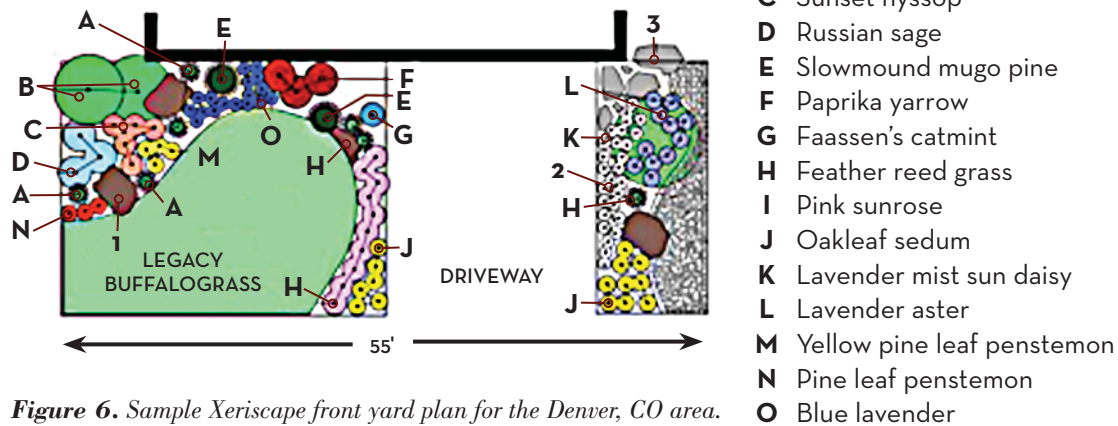 A
E
3
B
F
L
E
G
C
O
K
M
H
D
2
A
A
H
N
1
J
LEGACY
BUFFALOGRASS
DRIVEWAY
H
J
55'
Figure 6. Sample Xeriscape front yard plan for the Denver, CO area.
C Sunset hyssop
D Russian sage
E Slowmound mugo pine
F Paprika yarrow
G Faassen's catmint
H Feather reed grass
I Pink sunrose
J Oakleaf sedum
K Lavender mist sun daisy
L Lavender aster
M Yellow pine leaf penstemon
N Pine leaf penstemon
O Blue lavender